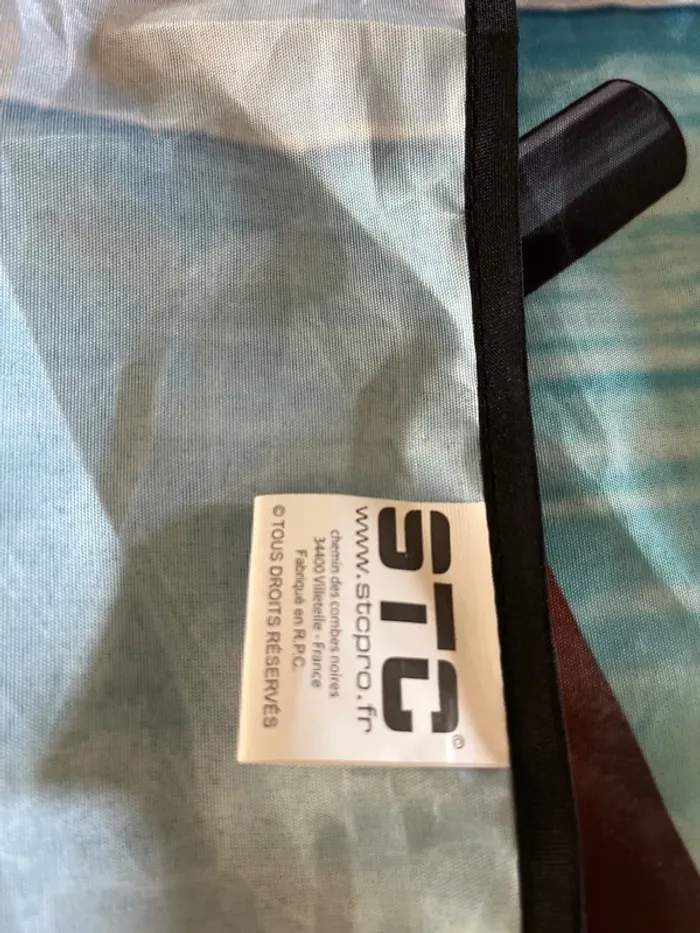 STC©
www.stcpro.fr
chemin des combes noires
34400 Villetelle - France
Fabriqué en R.P.C.
© TOUS DROITS RÉSERVÉS